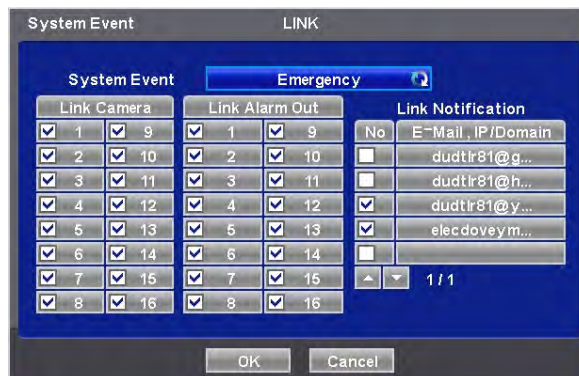 System Event LINK
System Event Emergency
Link Camera Link Alarm Out Link Notification
1 9 1 9 No E-Mail , IP/Domain
2 10 2 10 dudtlr81@g...
3 11 3 11 dudtlr81@h...
4 12 4 12 dudtlr81@y...
5 13 5 13 elecdoveym...
6 14 6 14
7 15 7 15 1 / 1
8 16 8 16
OK Cancel